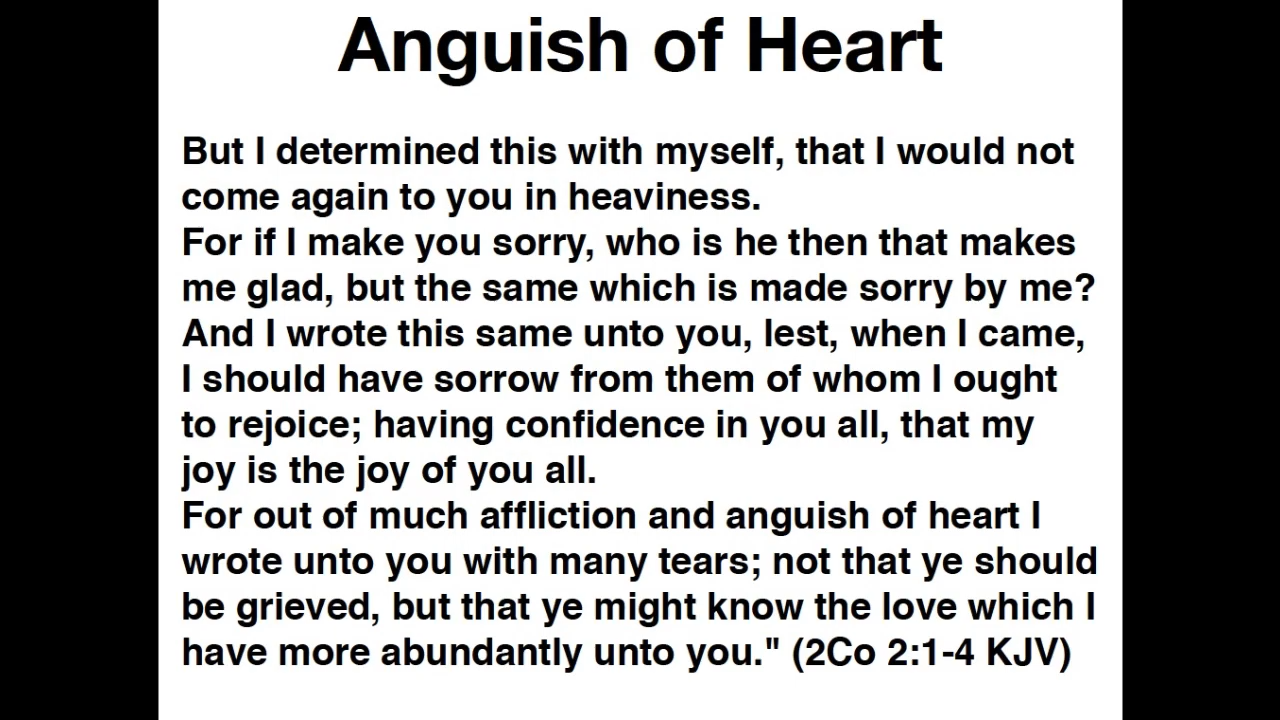 Anguish of Heart
But I determined this with myself, that I would not
come again to you in heaviness.
For if I make you sorry, who is he then that makes
me glad, but the same which is made sorry by me?
And I wrote this same unto you, lest, when I came,
I should have sorrow from them of whom I ought
to rejoice; having confidence in you all, that my
joy is the joy of you all.
For out of much affliction and anguish of heart I
wrote unto you with many tears; not that ye should
be grieved, but that ye might know the love which I
have more abundantly unto you." (2Co 2:1-4 KJV)